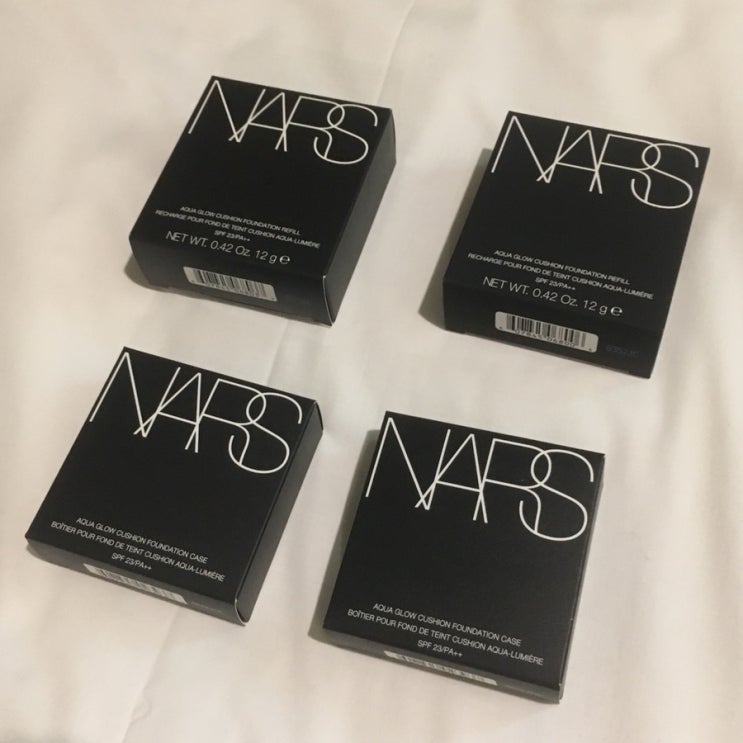 NARS
AQUA GLOW CUSHION FOUNDATION REFILL
RECHARGE POUR FOND DE TEINT CUSHION AQUA-LUMIÈRE
SPF 23/PA++
NET WT. 0.42 Oz. 12 g ℮
NARS
AQUA GLOW CUSHION FOUNDATION REFILL
RECHARGE POUR FOND DE TEINT CUSHION AQUA-LUMIÈRE
SPF 23/PA++
NET WT. 0.42 Oz. 12 g ℮
NARS
AQUA GLOW CUSHION FOUNDATION CASE
BOÎTIER POUR FOND DE TEINT CUSHION AQUA-LUMIÈRE
SPF 23/PA++
NARS
AQUA GLOW CUSHION FOUNDATION CASE
BOÎTIER POUR FOND DE TEINT CUSHION AQUA-LUMIÈRE
SPF 23/PA++